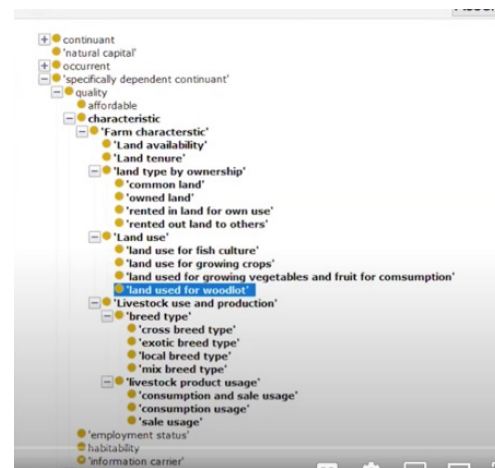 continuant
'natural capital'
occurrent
'specifically dependent continuant'
quality
affordable
characteristic
'Farm characterstic'
'Land availability'
'Land tenure'
'land type by ownership'
'common land'
'owned land'
'rented in land for own use'
'rented out land to others'
'Land use'
'land use for fish culture'
'land use for growing crops'
'land used for growing vegetables and fruit for comsumption'
'land used for woodlot'
'Livestock use and production'
'breed type'
'cross breed type'
'exotic breed type'
'local breed type'
'mix breed type'
'livestock product usage'
'consumption and sale usage'
'consumption usage'
'sale usage'
'employment status'
habitability
'information carrier'